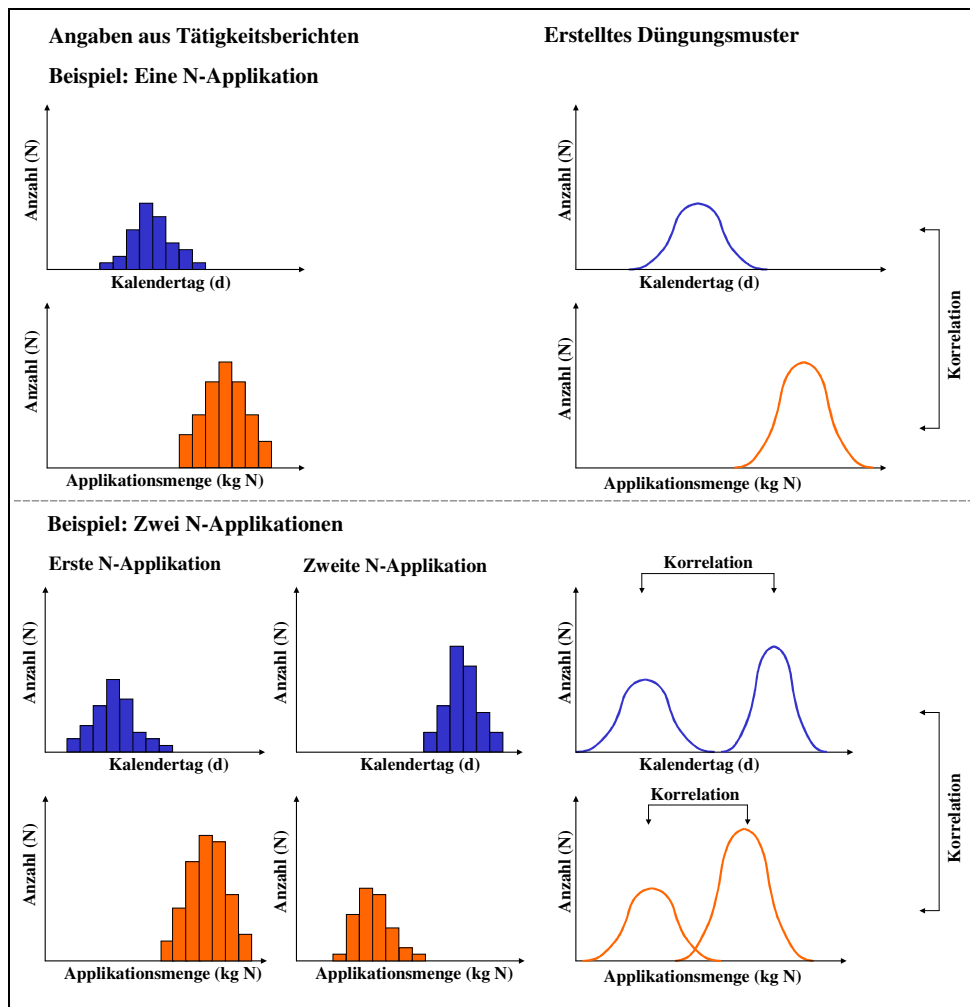 Angaben aus Tätigkeitsberichten
Erstelltes Düngungsmuster
Beispiel: Eine N-Applikation
Anzahl (N)
Kalendertag (d)
Anzahl (N)
Kalendertag (d)
Anzahl (N)
Applikationsmenge (kg N)
Anzahl (N)
Applikationsmenge (kg N)
Korrelation
Beispiel: Zwei N-Applikationen
Erste N-Applikation
Zweite N-Applikation
Korrelation
Anzahl (N)
Kalendertag (d)
Anzahl (N)
Kalendertag (d)
Anzahl (N)
Kalendertag (d)
Korrelation
Anzahl (N)
Applikationsmenge (kg N)
Anzahl (N)
Applikationsmenge (kg N)
Anzahl (N)
Applikationsmenge (kg N)
Korrelation